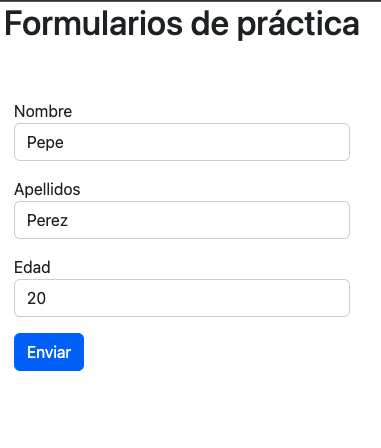 Formularios de práctica
Nombre
Pepe
Apellidos
Perez
Edad
20
Enviar